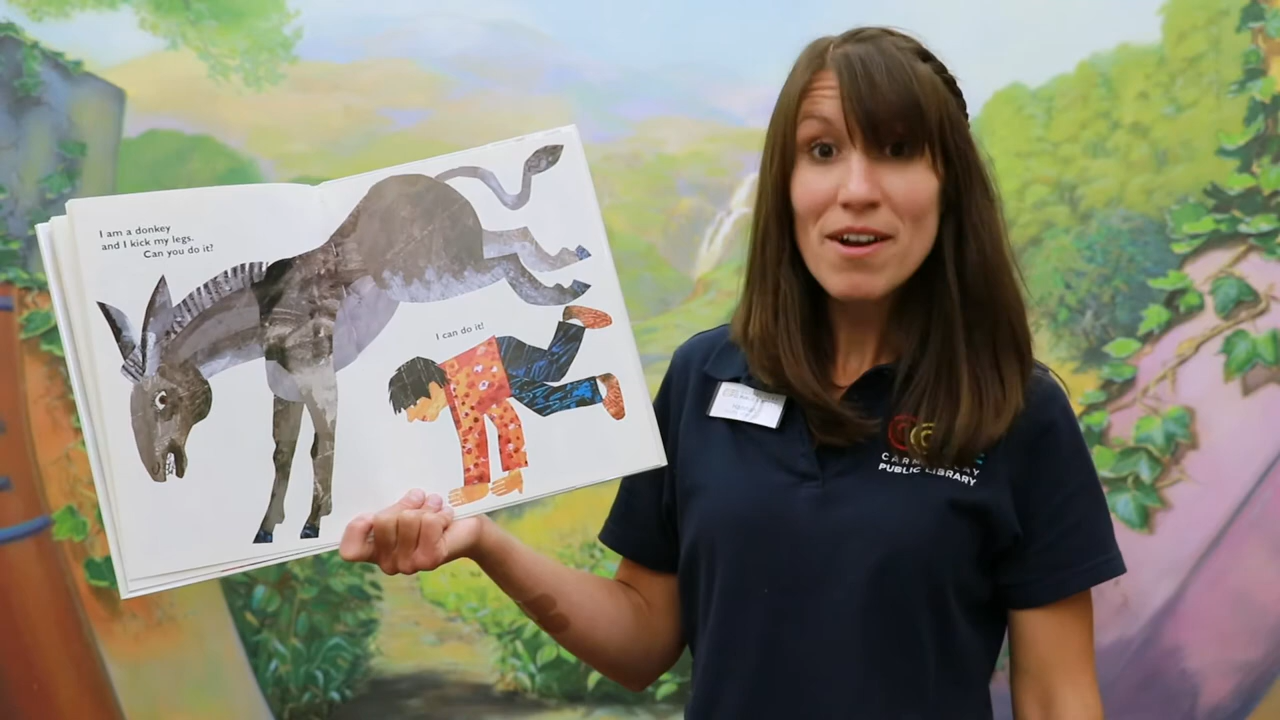 I am a donkey
and I kick my legs.
Can you do it?
I can do it!
PUBLIC LIBRARY